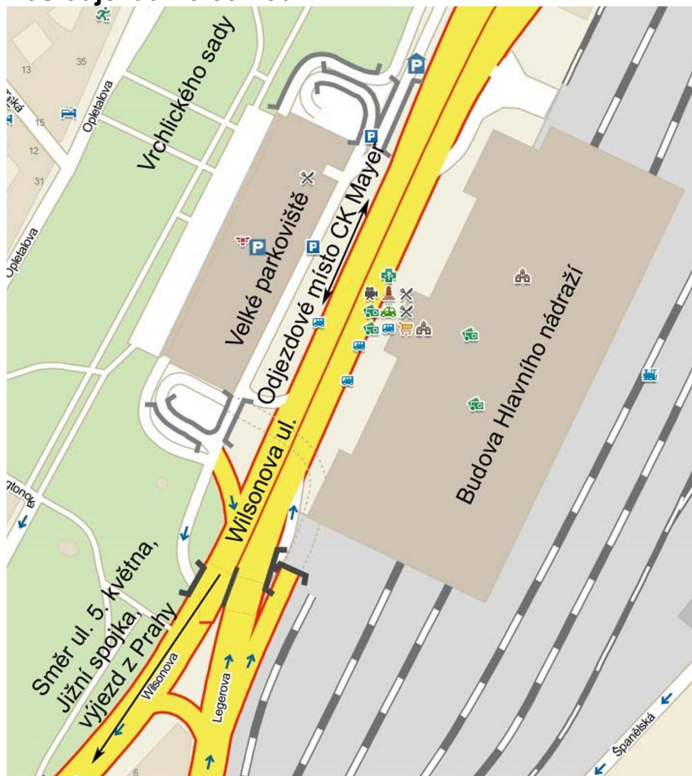 13
35
Opletalova
15
12
31
Opletalova
Vrchlického sady
P
P
P
P
Velké parkoviště
Odjezdové místo CK Mayer
Budova Hlavního nádraží
Wilsonova ul.
Směr ul. 5. května,
Jižní spojka,
výjezd z Prahy
Wilsonova
Legerova
Španělská
6